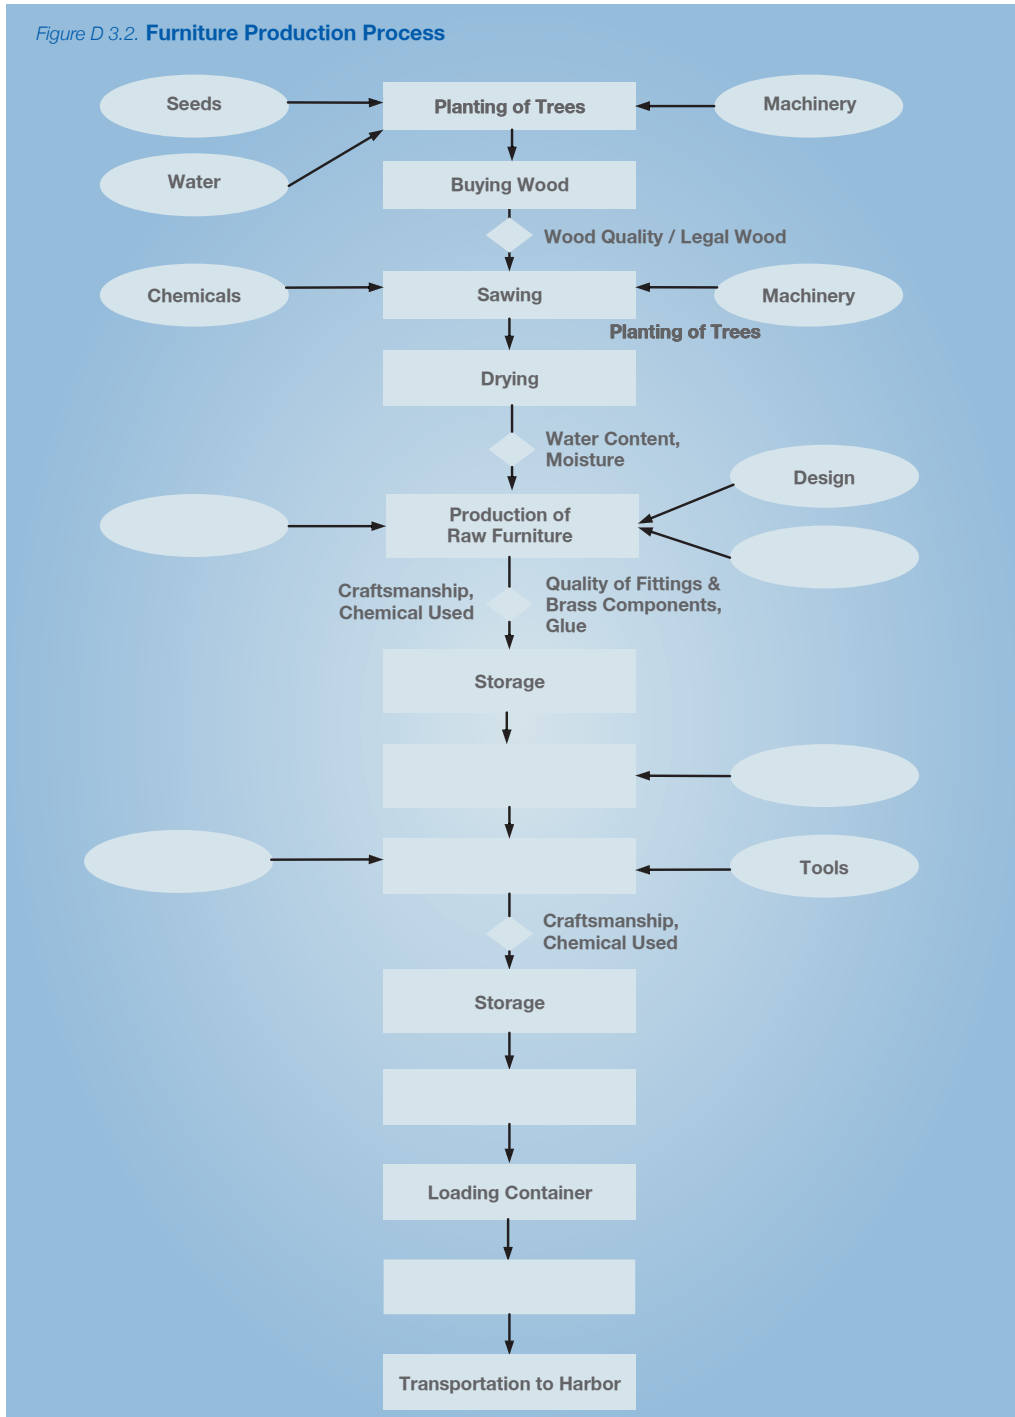 Figure D 3.2. Furniture Production Process
Seeds
Planting of Trees
Machinery
Water
Buying Wood
Wood Quality / Legal Wood
Chemicals
Sawing
Machinery
Planting of Trees
Drying
Water Content,
Moisture
Design
Production of
Raw Furniture
Craftsmanship,
Chemical Used
Quality of Fittings &
Brass Components,
Glue
Storage
Tools
Craftsmanship,
Chemical Used
Storage
Loading Container
Transportation to Harbor